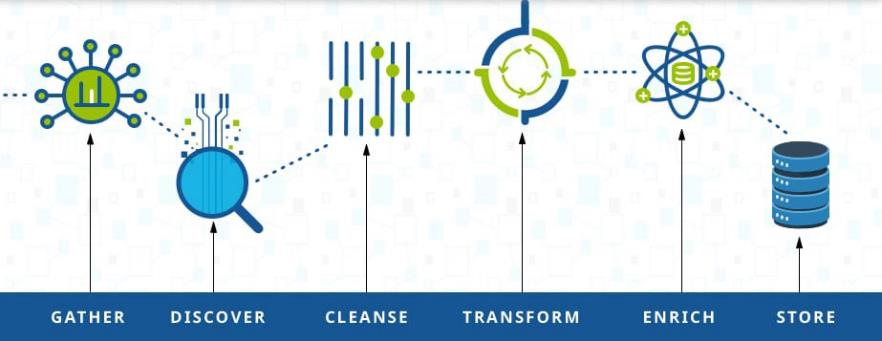 GATHER DISCOVER CLEANSE TRANSFORM ENRICH STORE